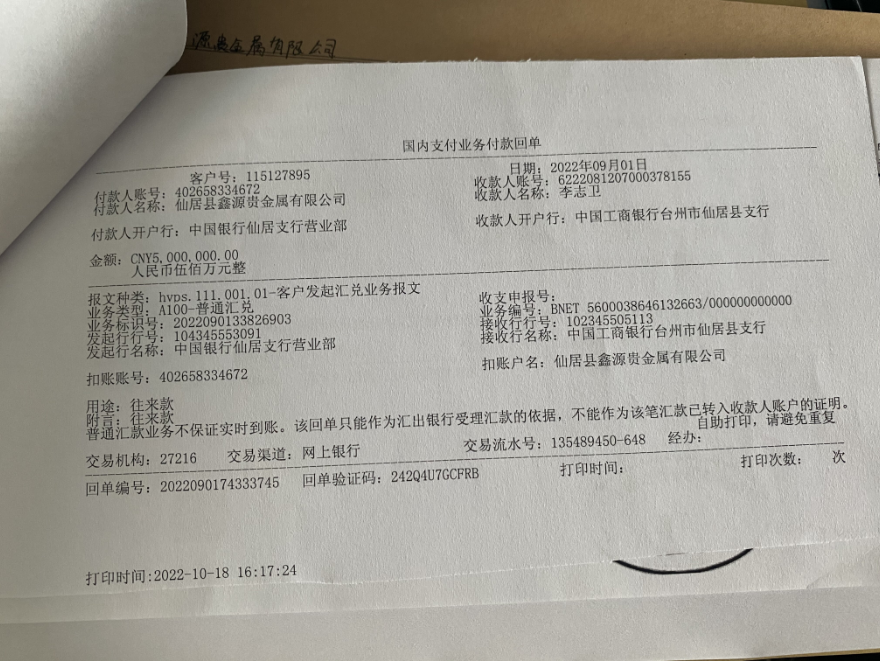 源贵金属有限公司
国内支付业务付款回单
客户号：115127895
日期：2022年09月01日
付款人账号：402658334672
收款人账号：6222081207000378155
付款人名称：仙居县鑫源贵金属有限公司
收款人名称：李志卫
付款人开户行：中国银行仙居支行营业部
收款人开户行：中国工商银行台州市仙居县支行
金额：CNY5,000,000.00
人民币伍佰万元整
报文种类：hvps.111.001.01-客户发起汇兑业务报文
收支申报号：
业务类型：A100-普通汇兑
业务编号：BNET 5600038646132663/000000000000
业务标识号：2022090133826903
接收行行号：102345505113
发起行行号：104345553091
接收行名称：中国工商银行台州市仙居县支行
发起行名称：中国银行仙居支行营业部
扣账账号：402658334672
扣账户名：仙居县鑫源贵金属有限公司
用途：往来款
附言：往来款
普通汇款业务不保证实时到账。该回单只能作为汇出银行受理汇款的依据，不能作为该笔汇款已转入收款人账户的证明。
自助打印，请避免重复
交易机构：27216 交易渠道：网上银行 交易流水号：135489450-648 经办：
回单编号：2022090174333745 回单验证码：242Q4U7GCFRB 打印时间： 打印次数： 次
打印时间:2022-10-18 16:17:24